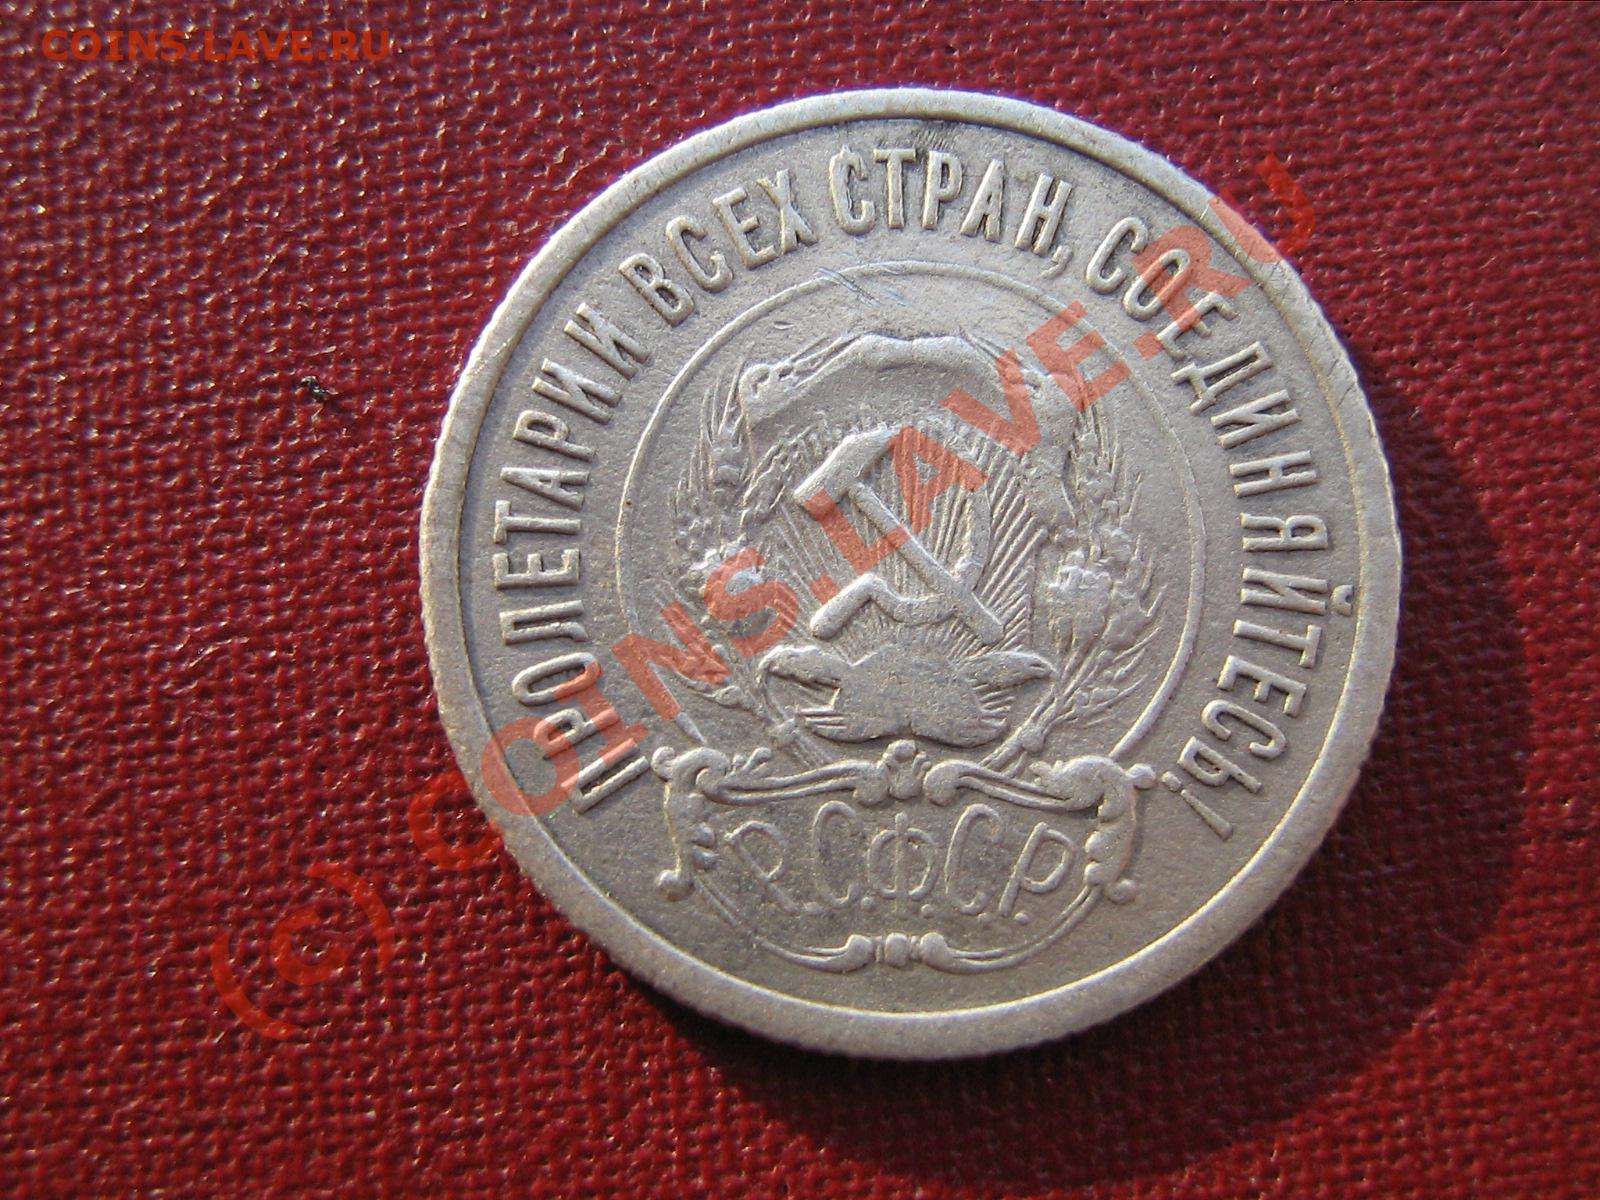 COINS.LAVE.RU
ПРОЛЕТАРИИ ВСЕХ СТРАН, СОЕДИНЯЙТЕСЬ!
Р.С.Ф.С.Р.
(C) COINS.LAVE.RU